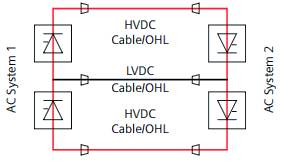 HVDC
Cable/OHL
AC System 1
LVDC
Cable/OHL
AC System 2
HVDC
Cable/OHL